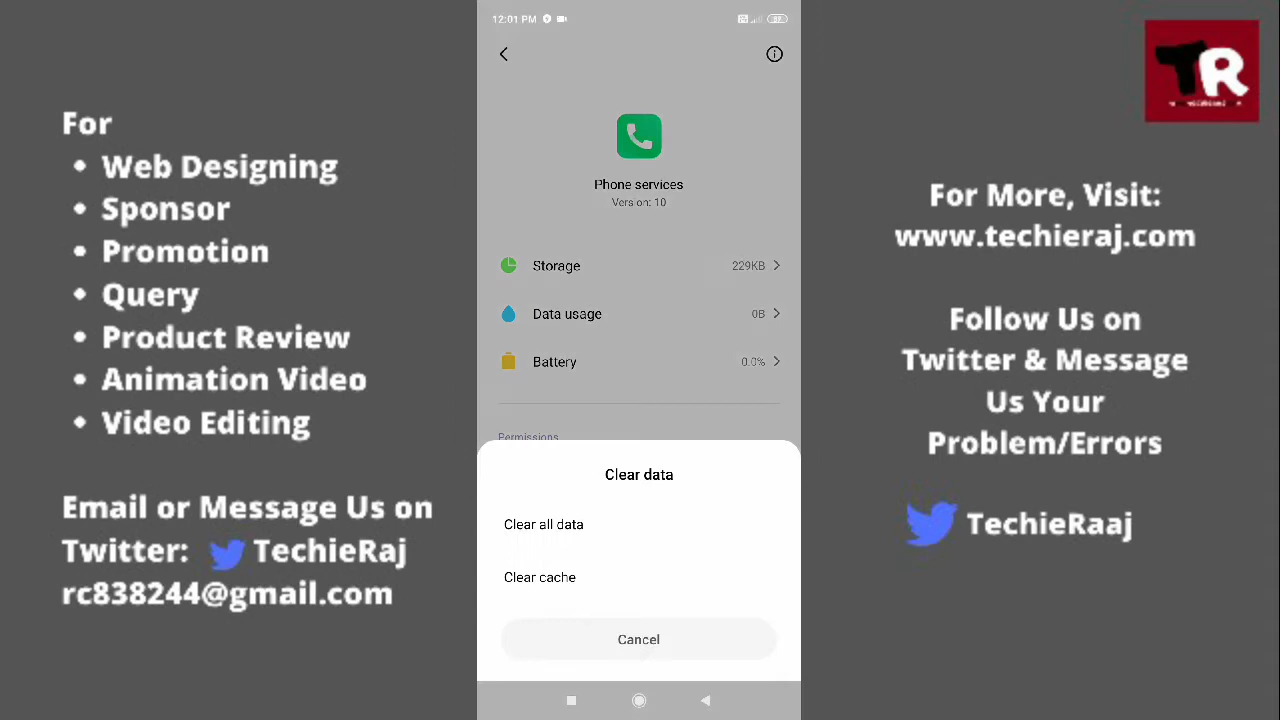 For
• Web Designing
• Sponsor
• Promotion
• Query
• Product Review
• Animation Video
• Video Editing
Email or Message Us on
Twitter: TechieRaj
rc838244@gmail.com
12:01 PM
Phone services
Version: 10
Storage 229KB
Data usage 0B
Battery 0.0%
Permissions
Clear data
Clear all data
Clear cache
Cancel
TR
For More, Visit:
www.techieraj.com
Follow Us on
Twitter & Message
Us Your
Problem/Errors
TechieRaaj